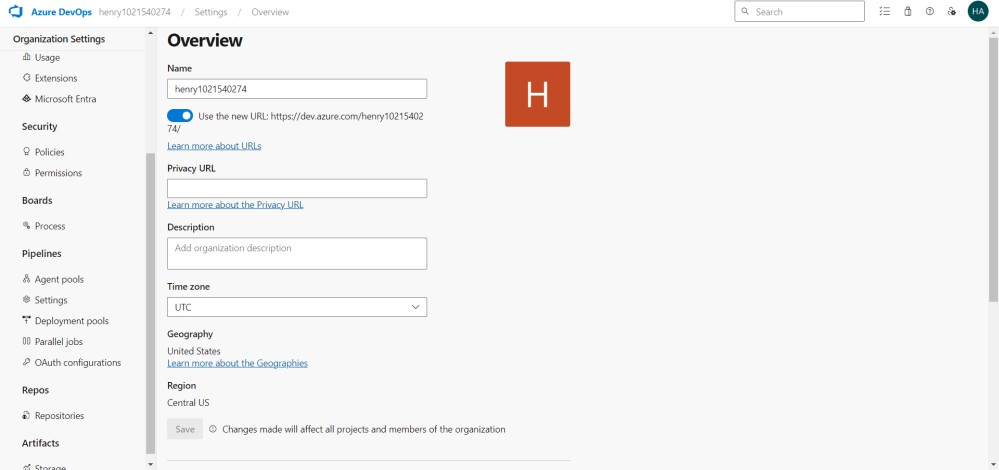 Azure DevOps henry1021540274 / Settings / Overview
Search
HA
Organization Settings
Usage
Extensions
Microsoft Entra
Security
Policies
Permissions
Boards
Process
Pipelines
Agent pools
Settings
Deployment pools
Parallel jobs
OAuth configurations
Repos
Repositories
Artifacts
Storage
Overview
Name
henry1021540274
H
Use the new URL: https://dev.azure.com/henry10215402
74/
Learn more about URLs
Privacy URL
Learn more about the Privacy URL
Description
Add organization description
Time zone
UTC
Geography
United States
Learn more about the Geographies
Region
Central US
Save
Changes made will affect all projects and members of the organization